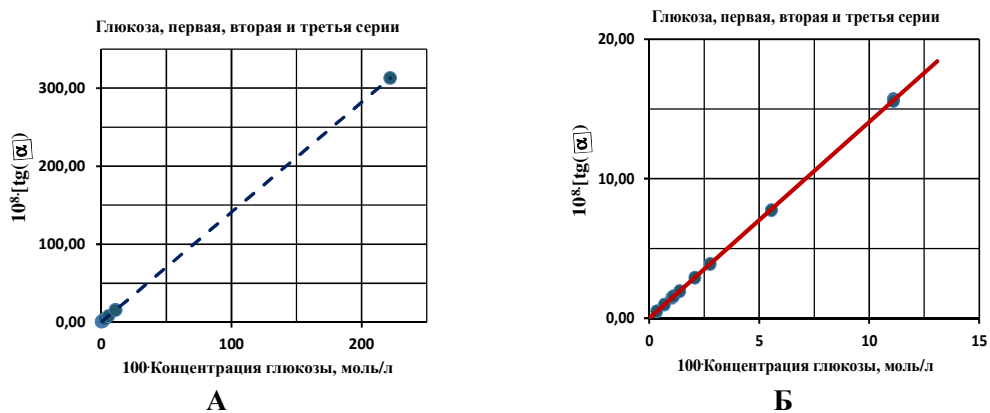 Глюкоза, первая, вторая и третья серии
300,00
200,00
100,00
0,00
10⁸·[tg(α)
0
100
200
100·Концентрация глюкозы, моль/л
А
Глюкоза, первая, вторая и третья серии
20,00
10,00
0,00
10⁸·[tg(α)
0
5
10
15
100·Концентрация глюкозы, моль/л
Б